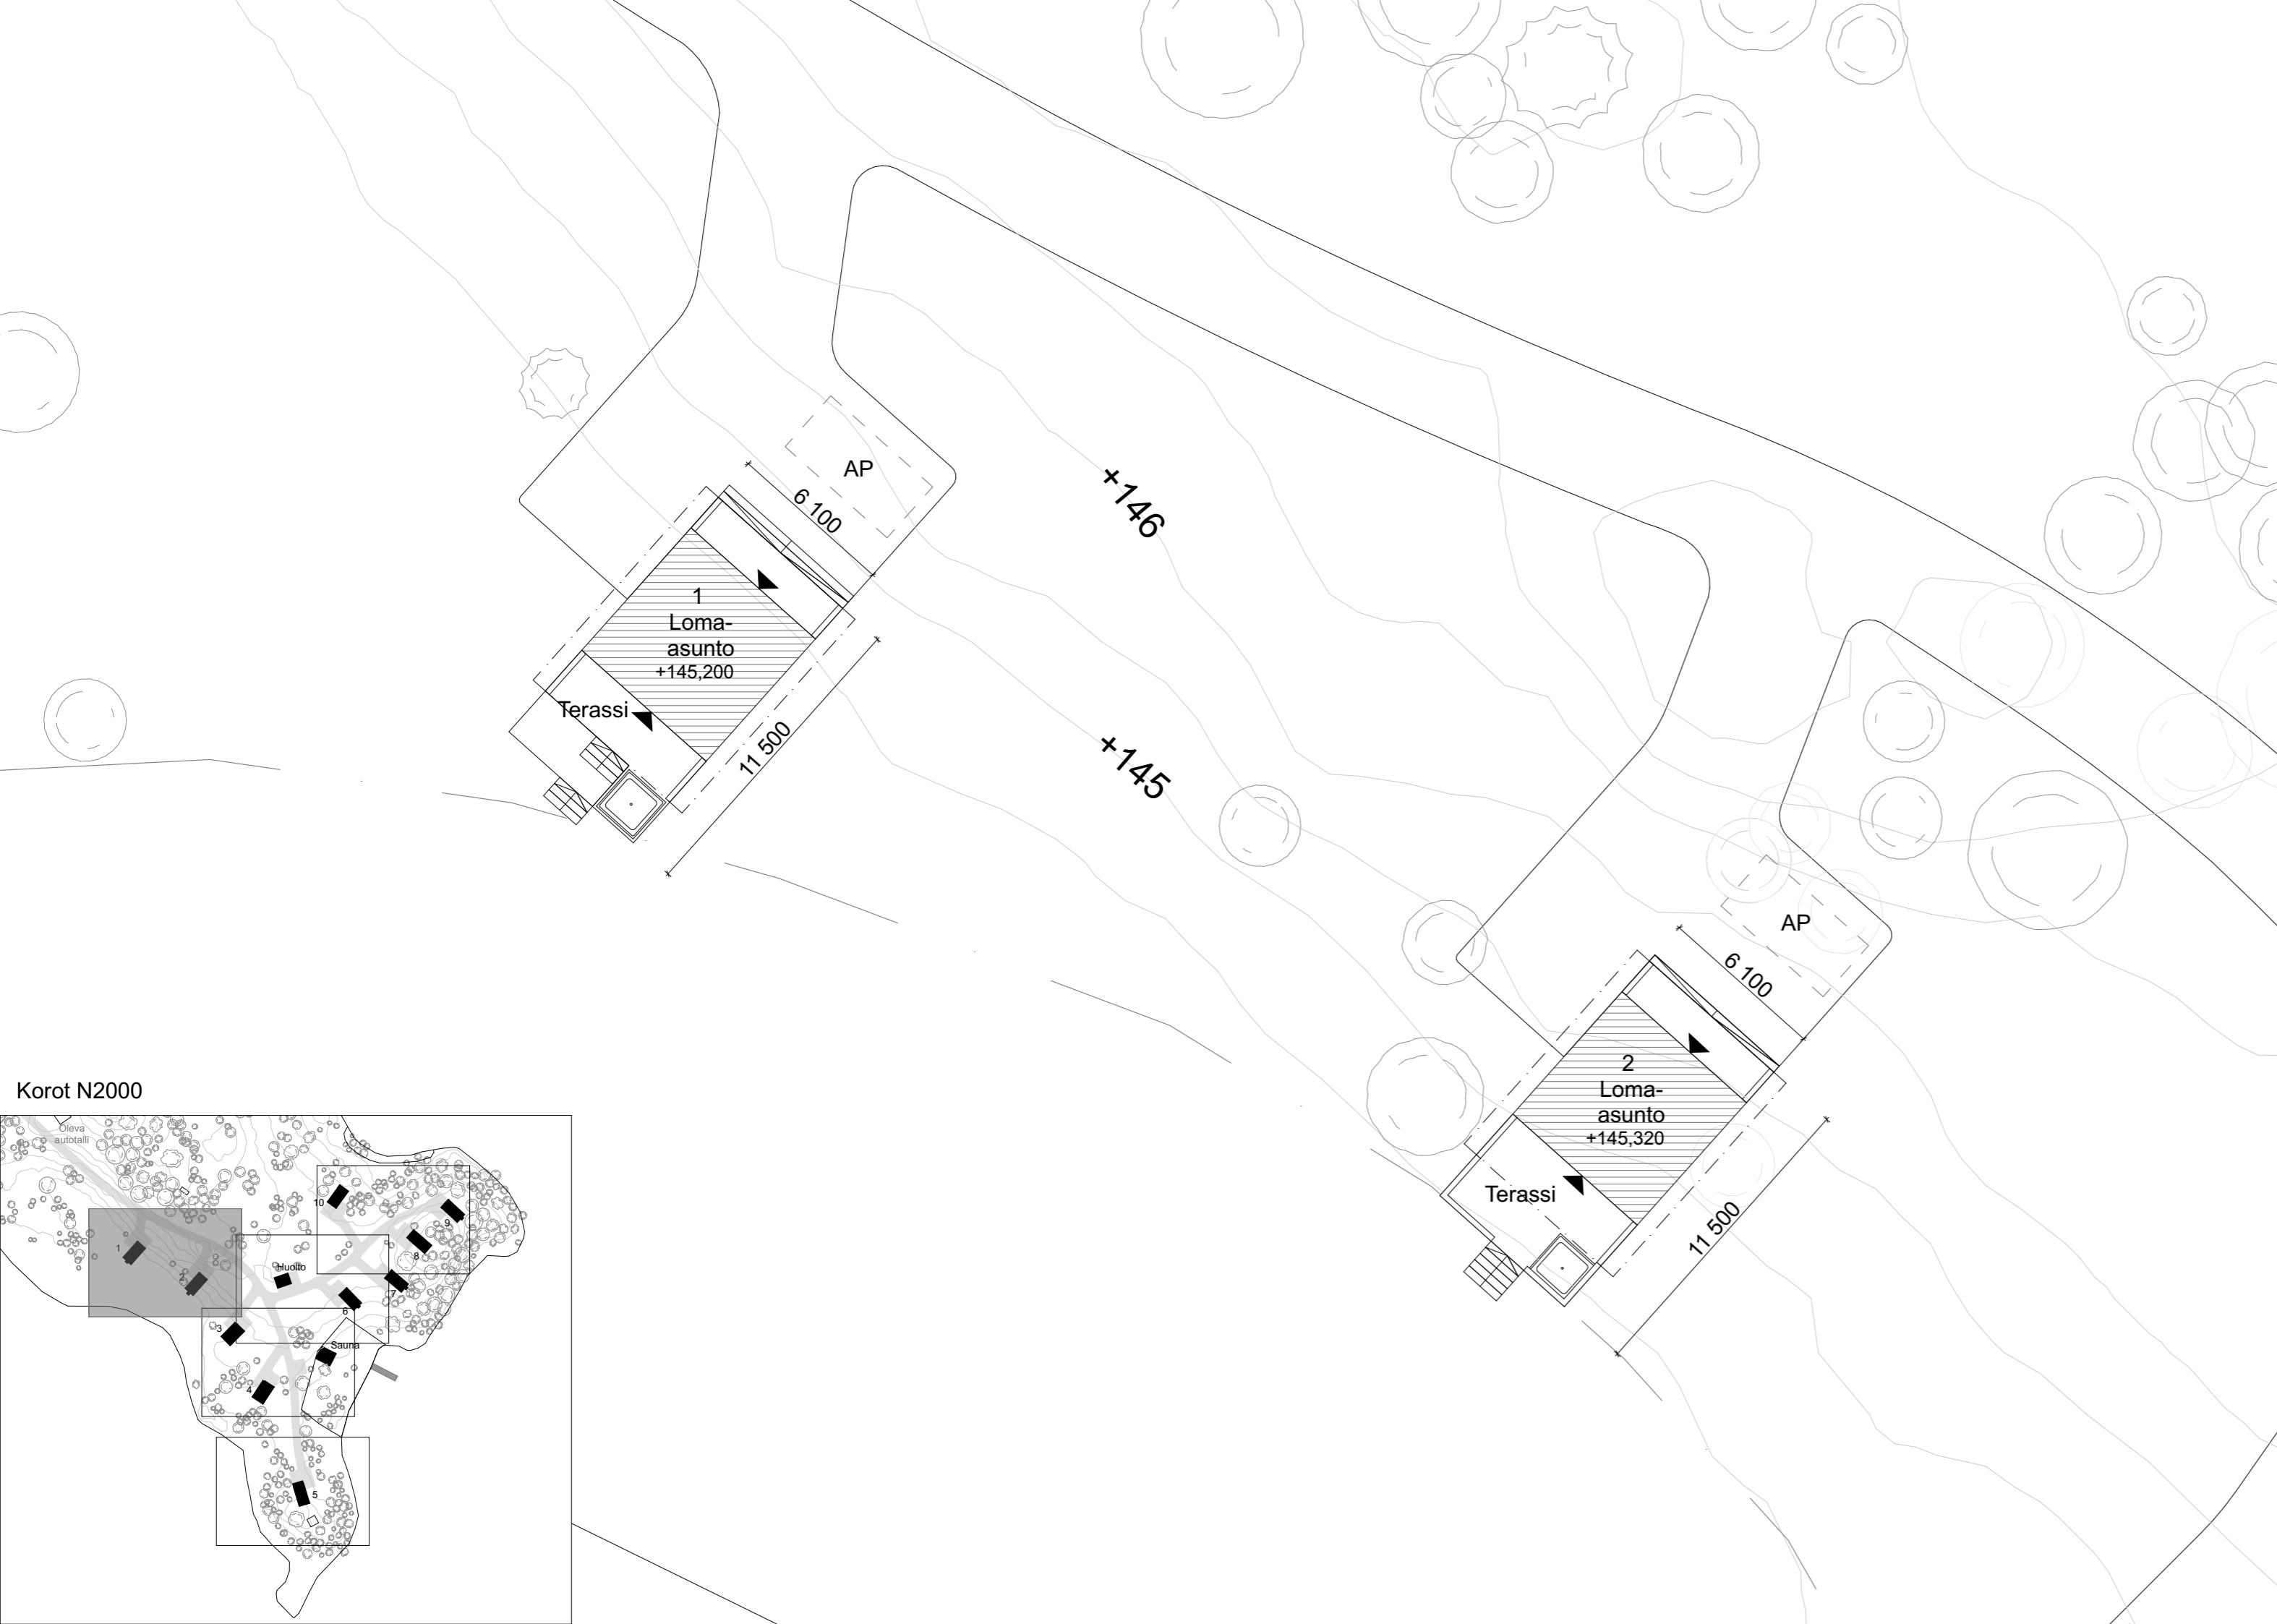 +146
AP
6 100
1
Loma-
asunto
+145,200
Terassi
11 500
+145
AP
6 100
2
Loma-
asunto
+145,320
Terassi
11 500
Korot N2000
Oleva
autotalli
10
9
8
1
2
Huolto
7
6
3
Sauna
4
5